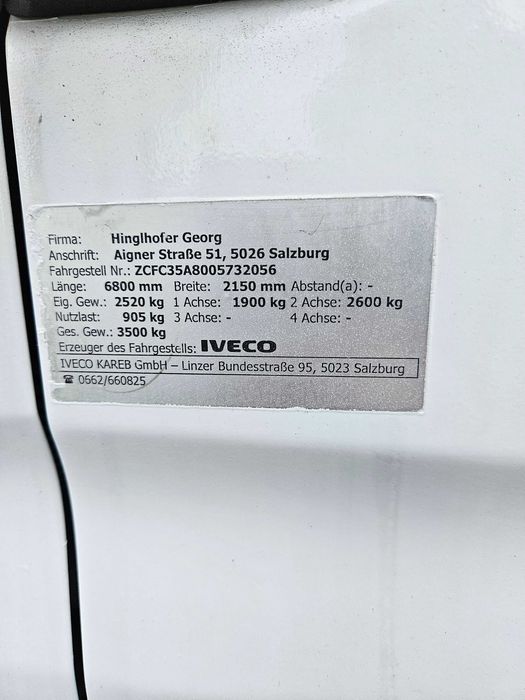 Firma: Hinglhofer Georg
Anschrift: Aigner Straße 51, 5026 Salzburg
Fahrgestell Nr.: ZCFC35A8005732056
Länge: 6800 mm Breite: 2150 mm Abstand(a): -
Eig. Gew.: 2520 kg 1 Achse: 1900 kg 2 Achse: 2600 kg
Nutzlast: 905 kg 3 Achse: - 4 Achse: -
Ges. Gew.: 3500 kg
Erzeuger des Fahrgestells: IVECO
IVECO KAREB GmbH – Linzer Bundesstraße 95, 5023 Salzburg
☎ 0662/660825